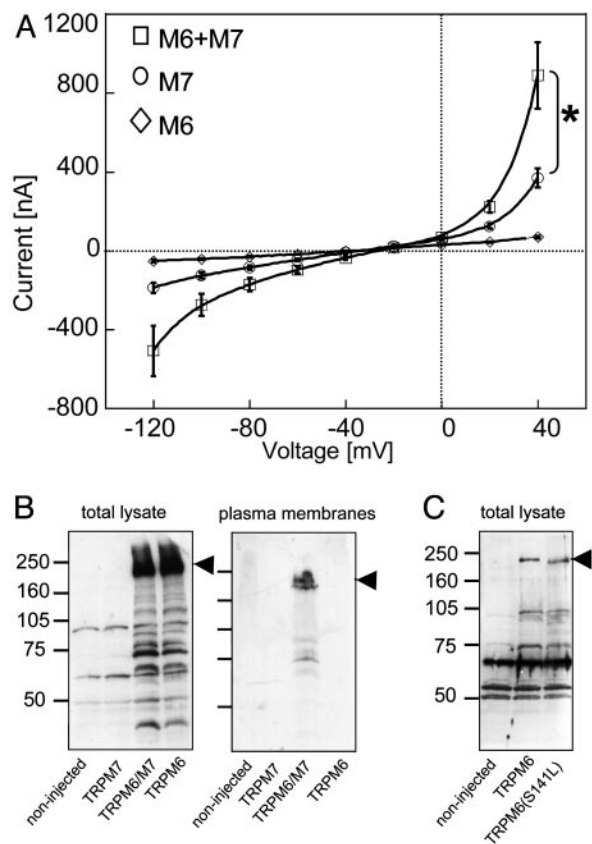 A
1200
800
400
0
-400
-800
Current [nA]
M6+M7
M7
M6
*
-120
-80
-40
0
40
Voltage [mV]
B
total lysate
plasma membranes
250
160
105
75
50
non-injected
TRPM7
TRPM6/M7
TRPM6
non-injected
TRPM7
TRPM6/M7
TRPM6
C
total lysate
250
160
105
75
50
non-injected
TRPM6
TRPM6(S141L)